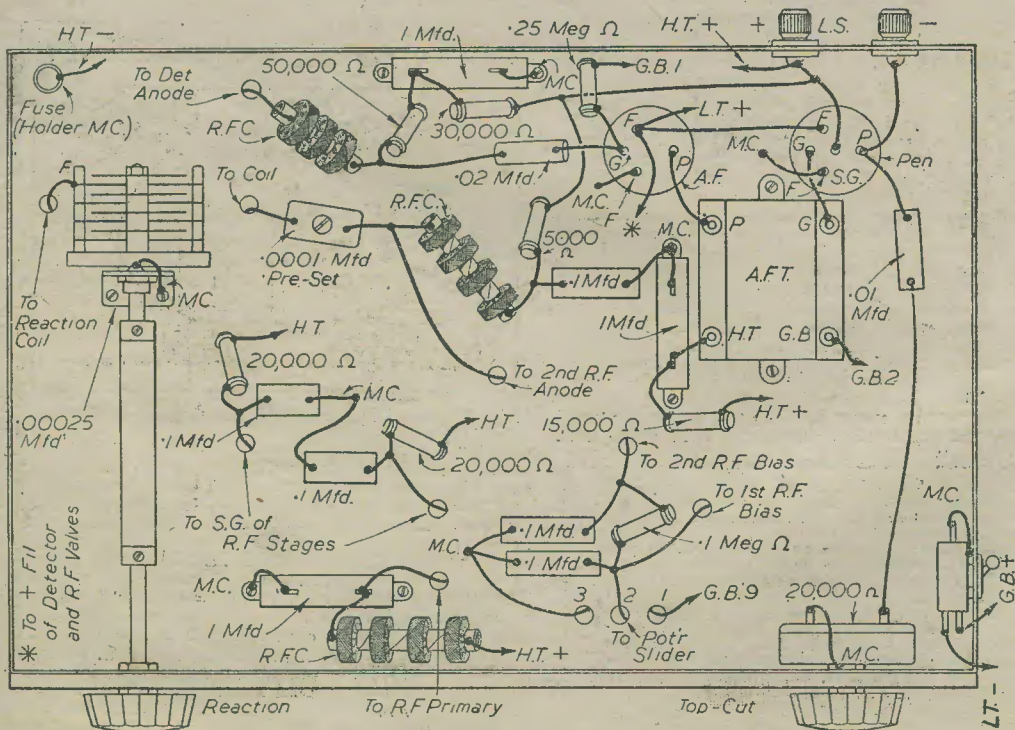 H.T.-
Fuse
(Holder M.C.)
To Det
Anode
R.F.C.
50,000 Ω
1 Mfd.
M.C.
30,000 Ω
.25 Meg Ω
G.B.1
.02 Mfd.
H.T.+
+
L.S.
-
L.T.+
F
G
P
M.C.
F
A.F.
*
F
G
P
M.C.
S.G.
F
Pen
F.
To
Reaction
Coil
M.C.
.00025
Mfd
To Coil
.0001 Mfd
Pre-Set
R.F.C.
5000
Ω
.1 Mfd
M.C.
1 Mfd
P
G
A.F.T.
H.T
G.B
G.B.2
.01
Mfd.
H.T.
20,000 Ω
.1 Mfd
M.C.
.1 Mfd.
H.T
20,000 Ω
To 2nd R.F.
Anode
15,000 Ω
H.T+
To S.G. of
R.F Stages
To 2nd R.F Bias
To 1st R.F.
Bias
.1 Mfd
.1 Mfd
M.C.
.1 Meg Ω
3
2
1
G.B.9
To Pot'r
Slider
M.C.
1 Mfd
R.F.C.
H.T.+
20,000 Ω
M.C.
M.C.
G.B.+
L.T.-
* To + Fil
of Detector
and R.F Valves
Reaction
To R.F Primary
Top-Cut